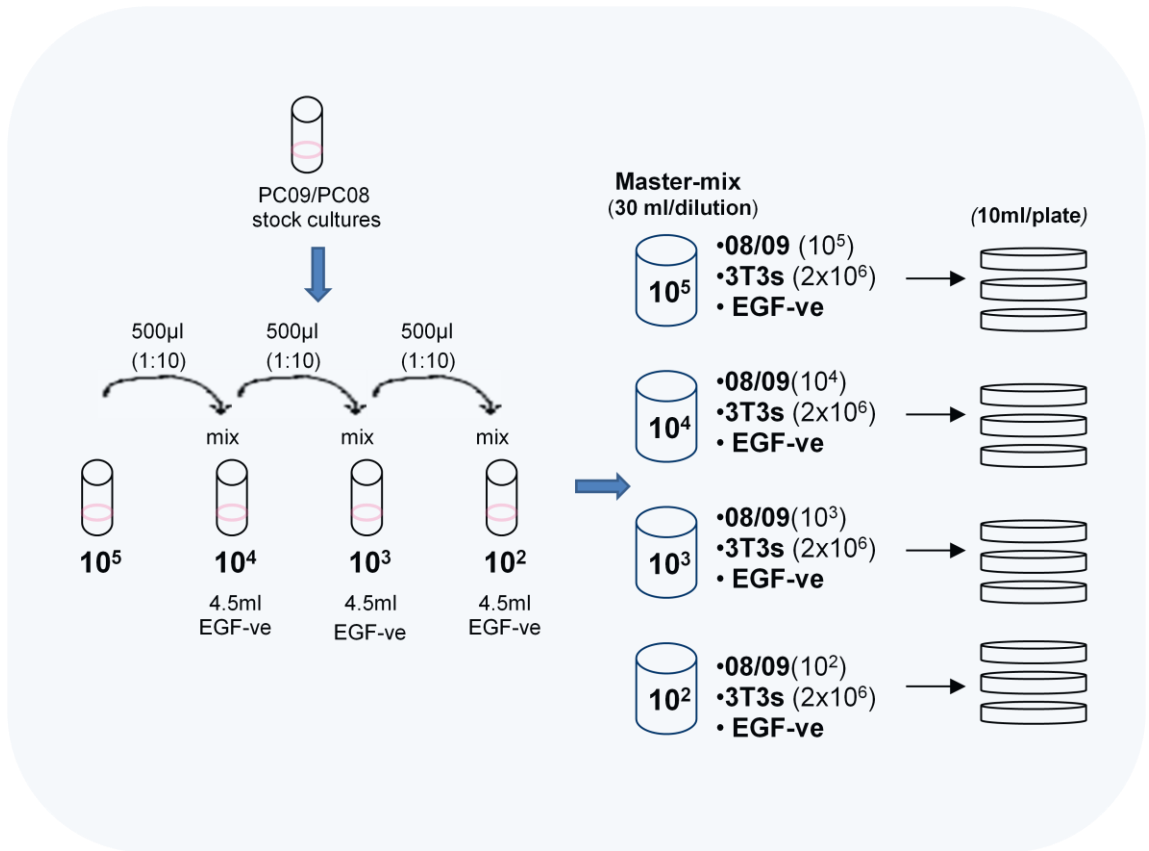 PC09/PC08
stock cultures
500µl
(1:10)
500µl
(1:10)
500µl
(1:10)
mix
mix
mix
10⁵
10⁴
10³
10²
4.5ml
EGF-ve
4.5ml
EGF-ve
4.5ml
EGF-ve
Master-mix
(30 ml/dilution)
(10ml/plate)
10⁵
•08/09 (10⁵)
•3T3s (2x10⁶)
• EGF-ve
10⁴
•08/09(10⁴)
•3T3s (2x10⁶)
• EGF-ve
10³
•08/09(10³)
•3T3s (2x10⁶)
• EGF-ve
10²
•08/09(10²)
•3T3s (2x10⁶)
• EGF-ve